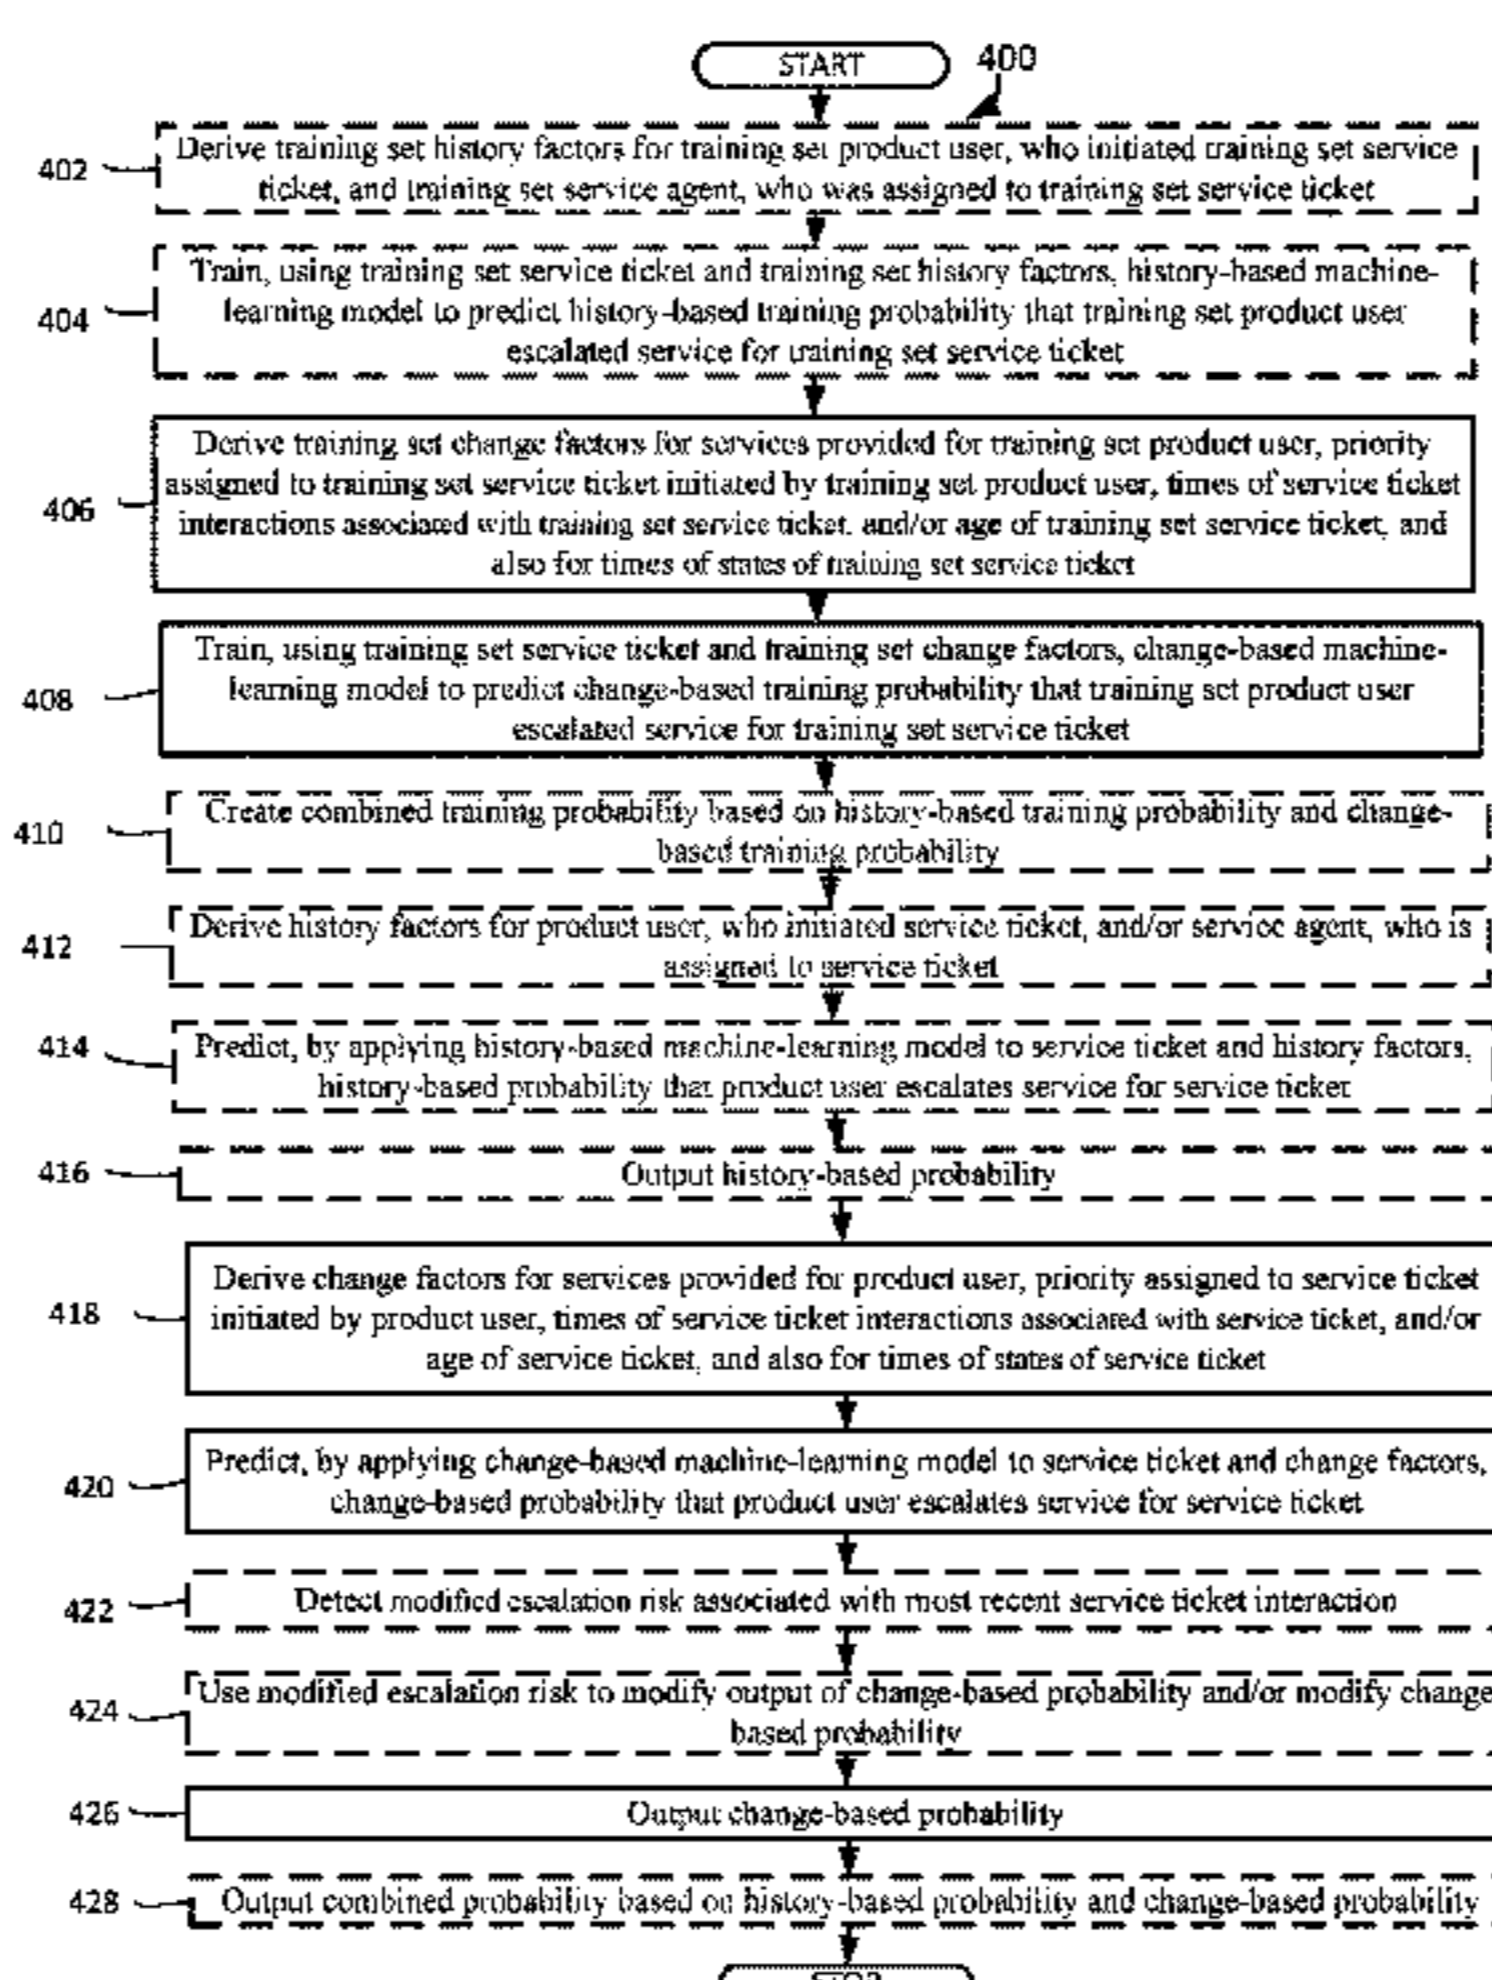 START
400
402
Derive training set history factors for training set product user, who initiated training set service
ticket, and training set service agent, who was assigned to training set service ticket
404
Train, using training set service ticket and training set history factors, history-based machine-
learning model to predict history-based training probability that training set product user
escalated service for training set service ticket
406
Derive training set change factors for services provided for training set product user, priority
assigned to training set service ticket initiated by training set product user, times of service ticket
interactions associated with training set service ticket, and/or age of training set service ticket, and
also for times of states of training set service ticket
408
Train, using training set service ticket and training set change factors, change-based machine-
learning model to predict change-based training probability that training set product user
escalated service for training set service ticket
410
Create combined training probability based on history-based training probability and change-
based training probability
412
Derive history factors for product user, who initiated service ticket, and/or service agent, who is
assigned to service ticket
414
Predict, by applying history-based machine-learning model to service ticket and history factors,
history-based probability that product user escalates service for service ticket
416
Output history-based probability
418
Derive change factors for services provided for product user, priority assigned to service ticket
initiated by product user, times of service ticket interactions associated with service ticket, and/or
age of service ticket, and also for times of states of service ticket
420
Predict, by applying change-based machine-learning model to service ticket and change factors,
change-based probability that product user escalates service for service ticket
422
Detect modified escalation risk associated with most recent service ticket interaction
424
Use modified escalation risk to modify output of change-based probability and/or modify change
based probability
426
Output change-based probability
428
Output combined probability based on history-based probability and change-based probability